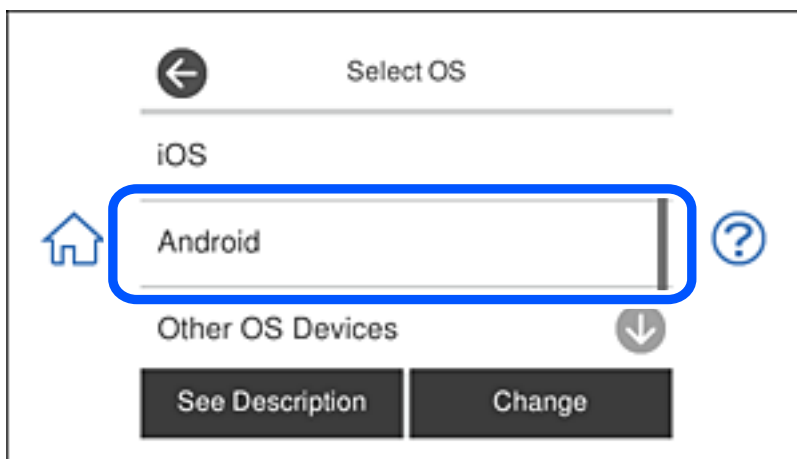 Select OS
iOS
Android
Other OS Devices
See Description
Change